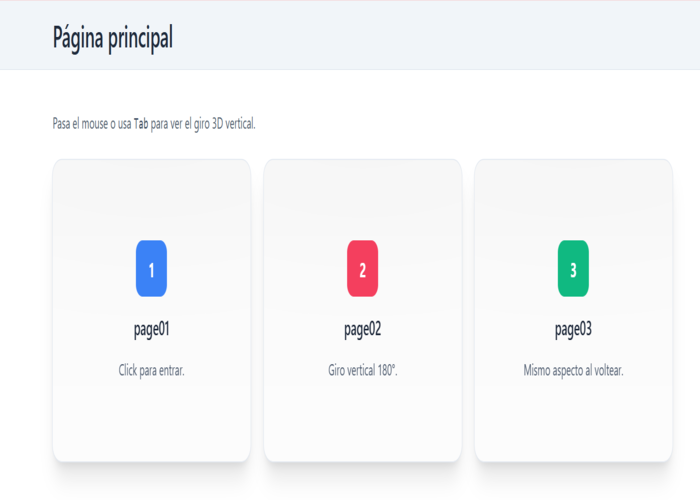 Página principal
Pasa el mouse o usa Tab para ver el giro 3D vertical.
1
page01
Click para entrar.
2
page02
Giro vertical 180°.
3
page03
Mismo aspecto al voltear.